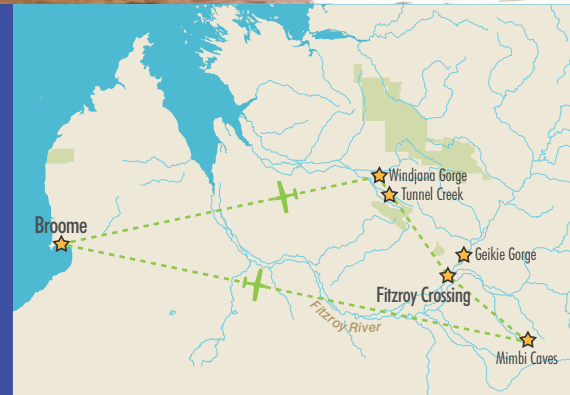 Windjana Gorge
Tunnel Creek
Broome
Geikie Gorge
Fitzroy Crossing
Fitzroy River
Mimbi Caves